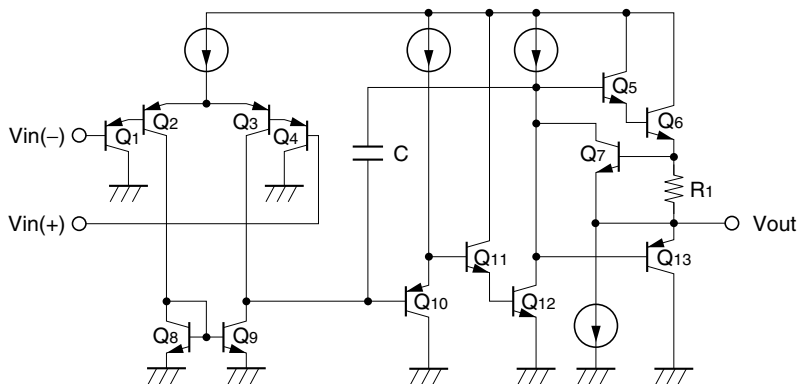 Q5
Q6
Vin(−)
Q1
Q2
Q3
Q4
C
Q7
R1
Vin(+)
Vout
Q11
Q13
Q10
Q12
Q8
Q9